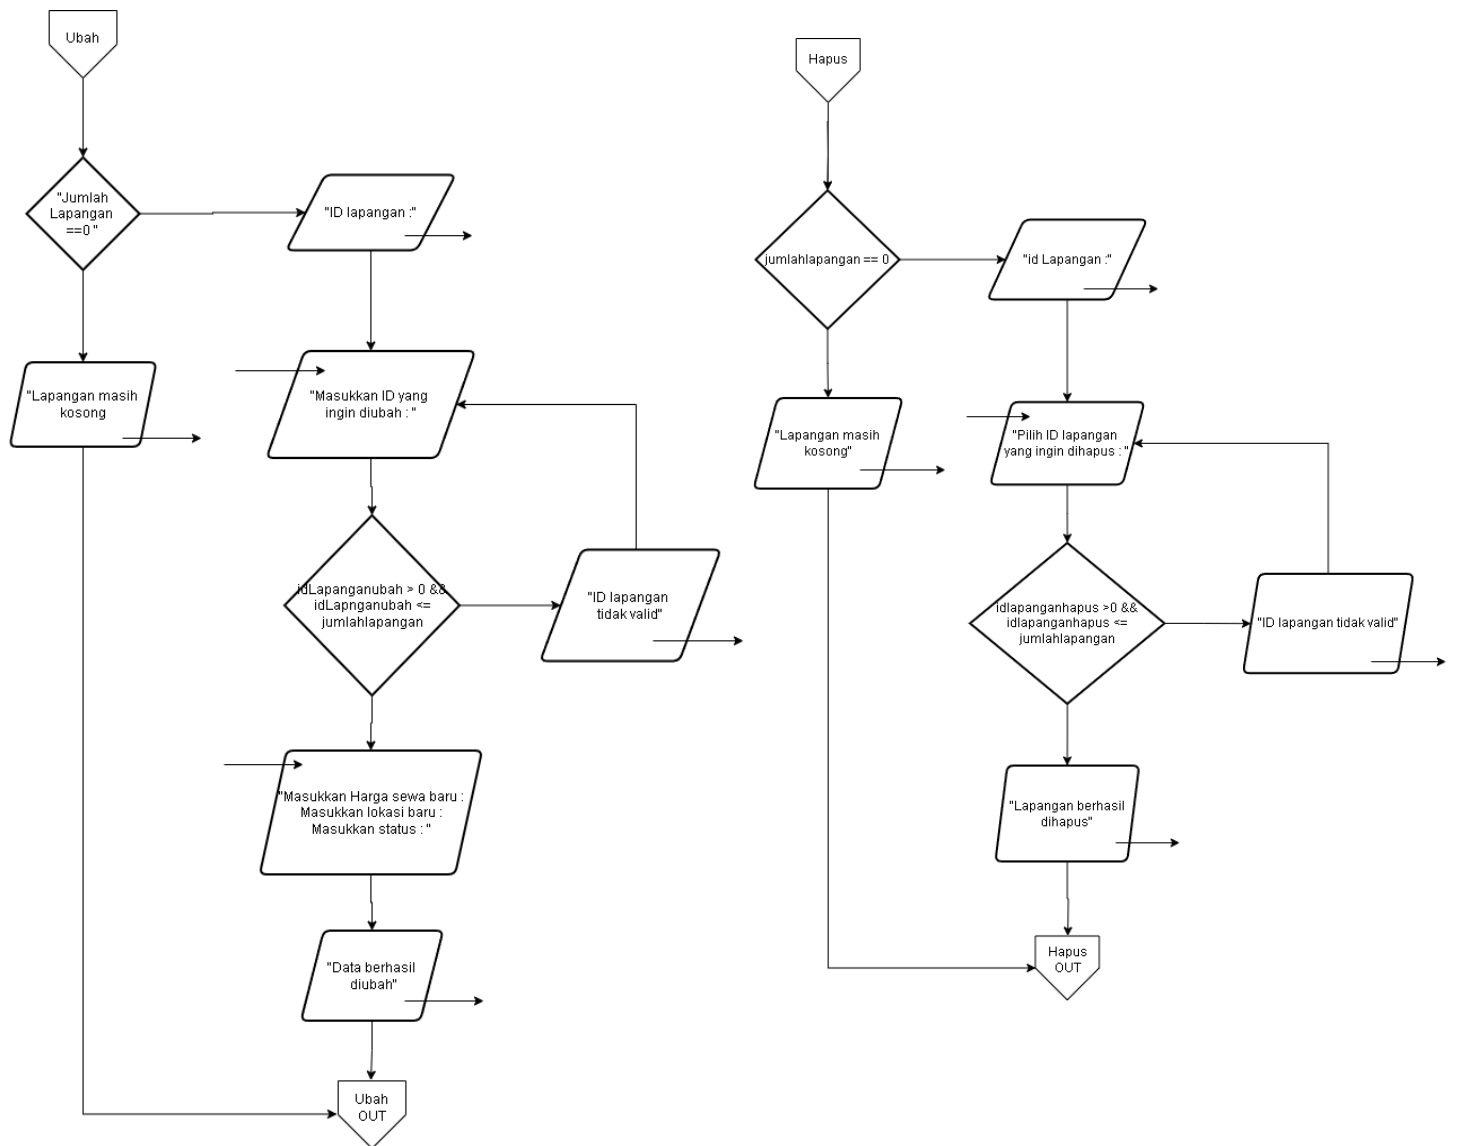 Ubah
"Jumlah
Lapangan
==0 "
"ID lapangan :"
"Lapangan masih
kosong
"Masukkan ID yang
ingin diubah : "
idLapanganubah > 0 &&
idLapnganubah <=
jumlahlapangan
"ID lapangan
tidak valid"
"Masukkan Harga sewa baru :
Masukkan lokasi baru :
Masukkan status : "
"Data berhasil
diubah"
Ubah
OUT
Hapus
jumlahlapangan == 0
"id Lapangan :"
"Lapangan masih
kosong"
"Pilih ID lapangan
yang ingin dihapus : "
idlapanganhapus >0 &&
idlapanganhapus <=
jumlahlapangan
"ID lapangan tidak valid"
"Lapangan berhasil
dihapus"
Hapus
OUT